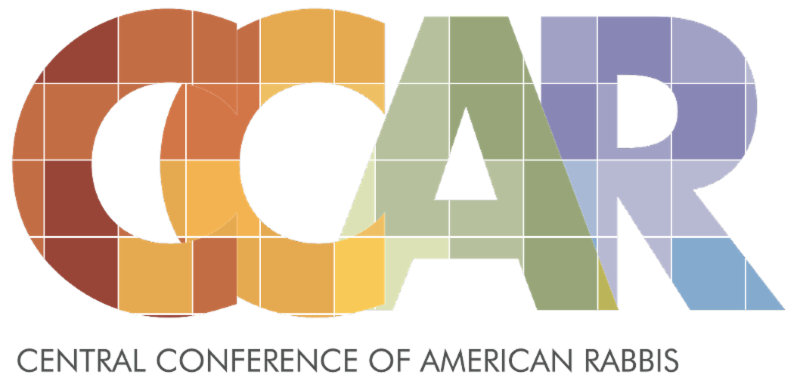 CCAR
CENTRAL CONFERENCE OF AMERICAN RABBIS